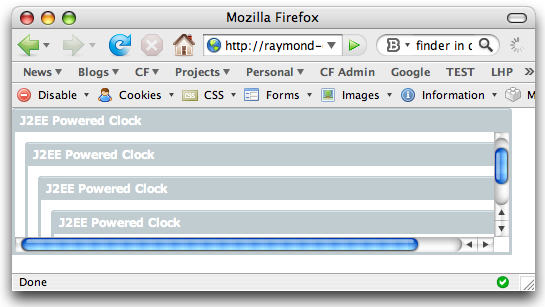 Mozilla Firefox
http://raymond- finder in c
News Blogs CF Projects Personal CF Admin Google TEST LHP »
Disable Cookies CSS Forms Images Information M
J2EE Powered Clock
J2EE Powered Clock
J2EE Powered Clock
J2EE Powered Clock
Done